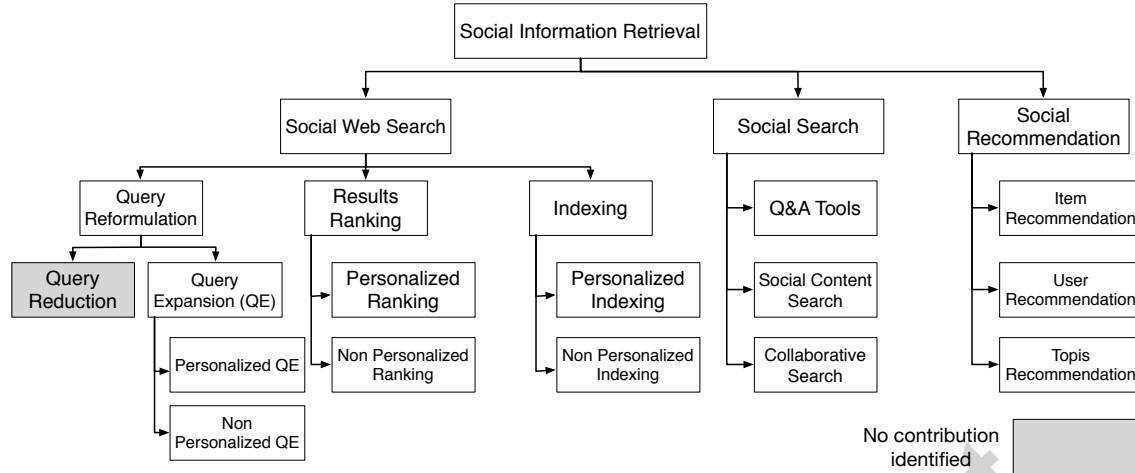 Social Information Retrieval
Social Web Search
Social Search
Social
Recommendation
Query
Reformulation
Results
Ranking
Indexing
Q&A Tools
Item
Recommendation
Query
Reduction
Query
Expansion (QE)
Personalized
Ranking
Personalized
Indexing
Social Content
Search
User
Recommendation
Personalized QE
Non Personalized
Ranking
Non Personalized
Indexing
Collaborative
Search
Topis
Recommendation
Non
Personalized QE
No contribution
identified